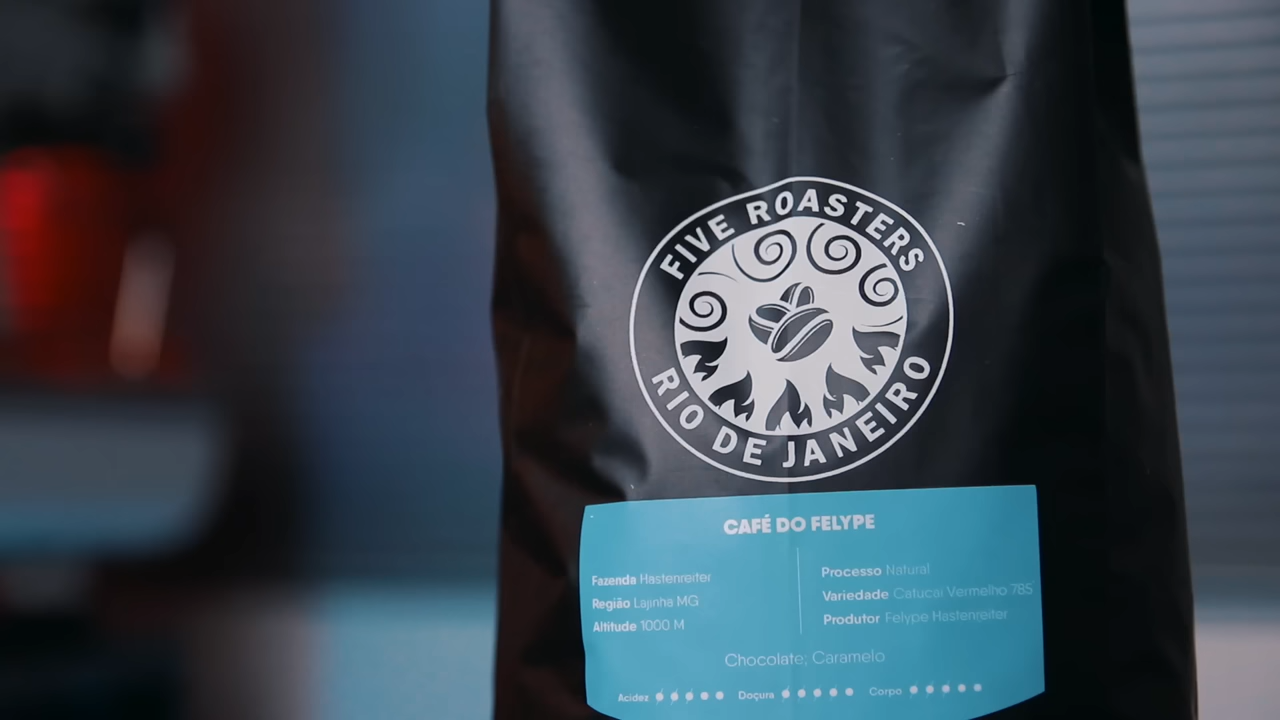 FIVE ROASTERS
RIO DE JANEIRO
CAFÉ DO FELYPE
Fazenda Hastenreiter
Região Lajinha MG
Altitude 1000 M
Processo Natural
Variedade Catucai Vermelho 785
Produtor Felype Hastenreiter
Chocolate; Caramelo
Acidez Doçura Corpo